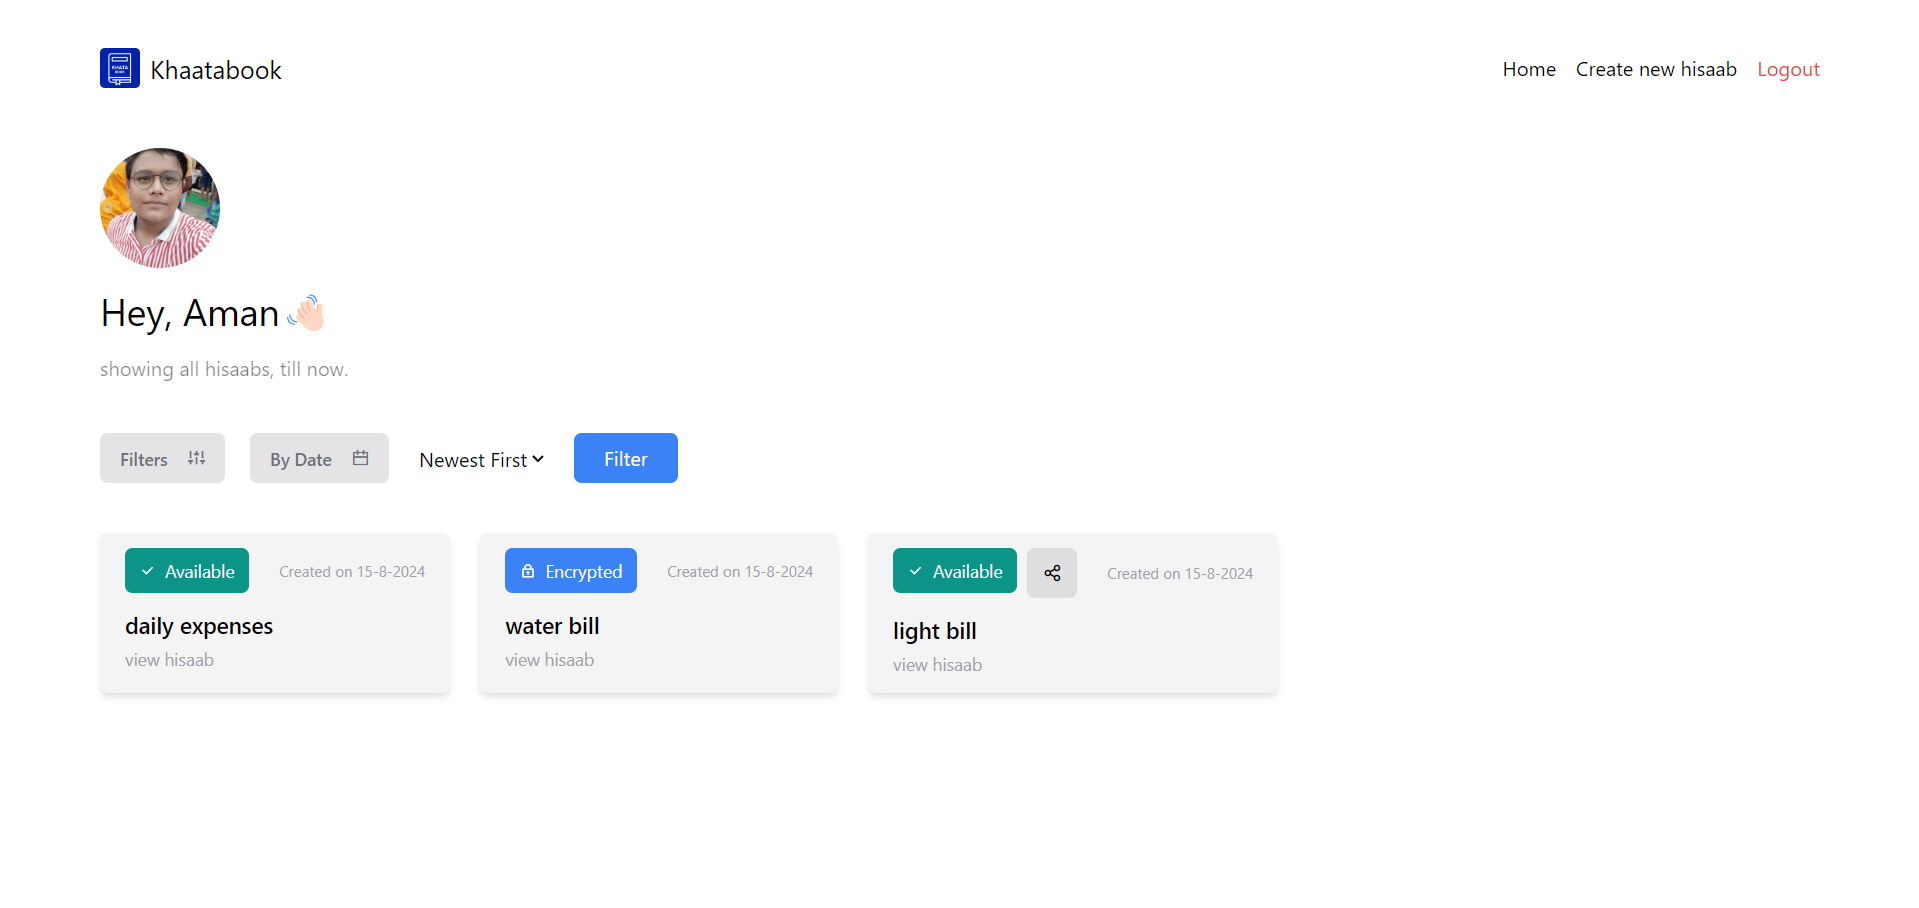 KHATA
BOOK
Khaatabook
Home Create new hisaab Logout
Hey, Aman
showing all hisaabs, till now.
Filters By Date Newest First Filter
Available Created on 15-8-2024
daily expenses
view hisaab
Encrypted Created on 15-8-2024
water bill
view hisaab
Available Created on 15-8-2024
light bill
view hisaab